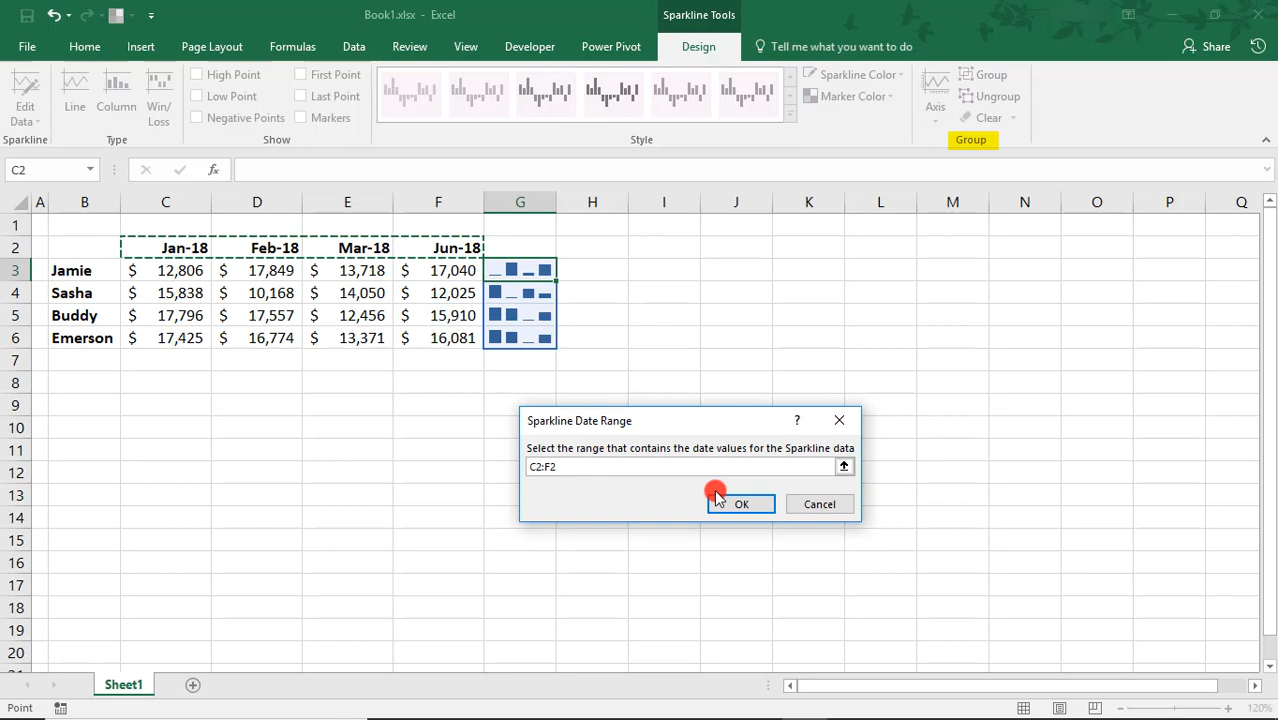 Book1.xlsx - Excel
Sparkline Tools
File Home Insert Page Layout Formulas Data Review View Developer Power Pivot Design Tell me what you want to do Share
Edit Data
Sparkline
Line Column Win/Loss
Type
High Point First Point
Low Point Last Point
Negative Points Markers
Show
Style
Sparkline Color
Marker Color
Axis
Group
Ungroup
Clear
Group
C2 fx
A B C D E F G H I J K L M N O P Q
1
2 Jan-18 Feb-18 Mar-18 Jun-18
3 Jamie $ 12,806 $ 17,849 $ 13,718 $ 17,040
4 Sasha $ 15,838 $ 10,168 $ 14,050 $ 12,025
5 Buddy $ 17,796 $ 17,557 $ 12,456 $ 15,910
6 Emerson $ 17,425 $ 16,774 $ 13,371 $ 16,081
7
8
9
10
11
12
13
14
15
16
17
18
19
20
Sparkline Date Range ?
Select the range that contains the date values for the Sparkline data
C2:F2
OK Cancel
Sheet1
Point 120%